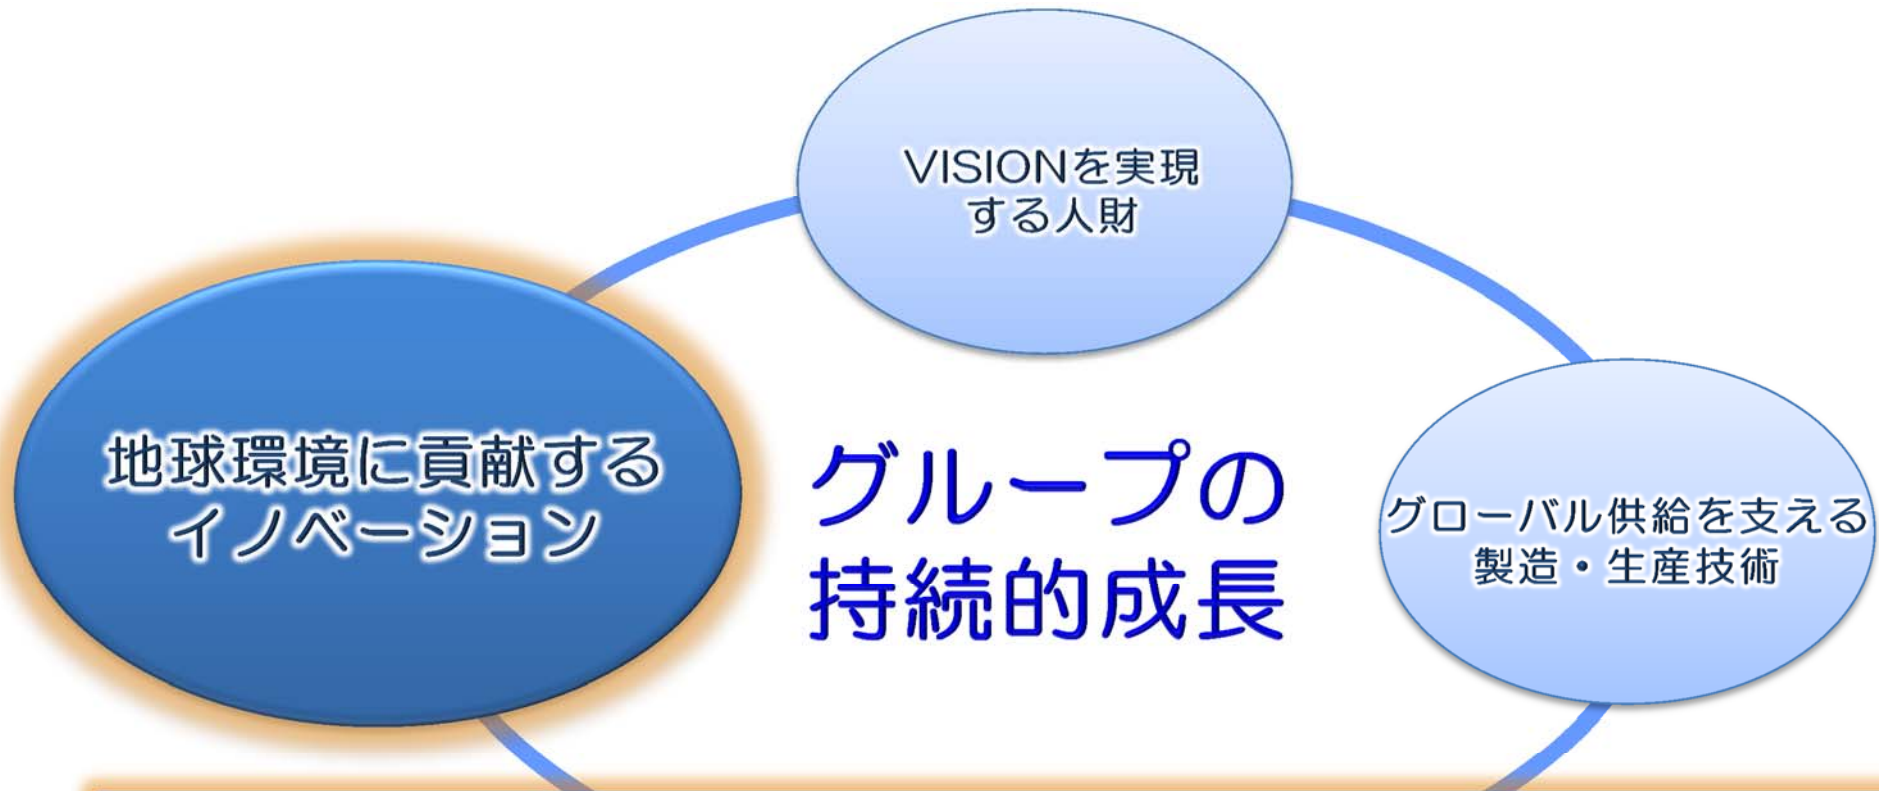 VISIONを実現
する人財
地球環境に貢献する
イノベーション
グループの
持続的成長
グローバル供給を支える
製造・生産技術